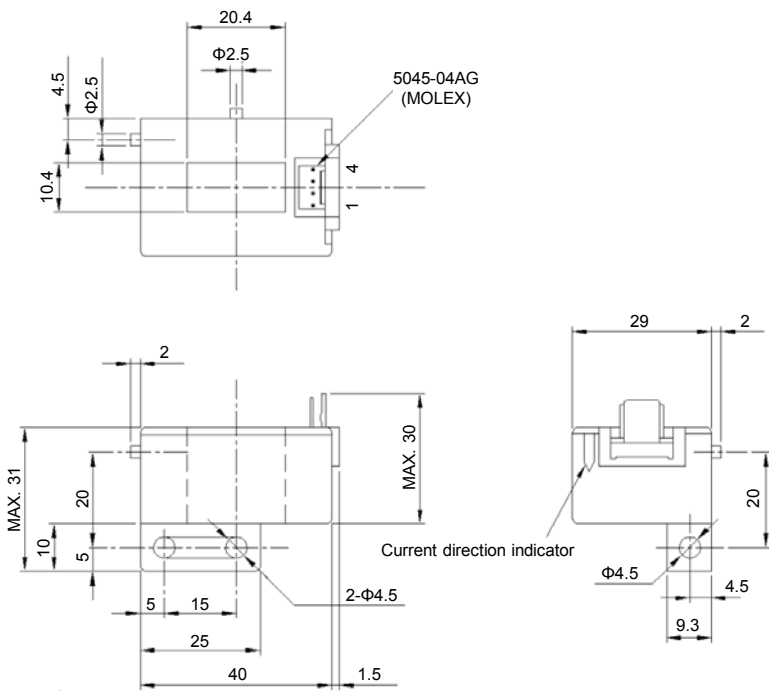 20.4
Φ2.5
5045-04AG
(MOLEX)
4.5
Φ2.5
10.4
4
1
2
MAX. 31
20
10
5
MAX. 30
5
15
2-Φ4.5
25
40
1.5
29
2
20
Current direction indicator
Φ4.5
4.5
9.3